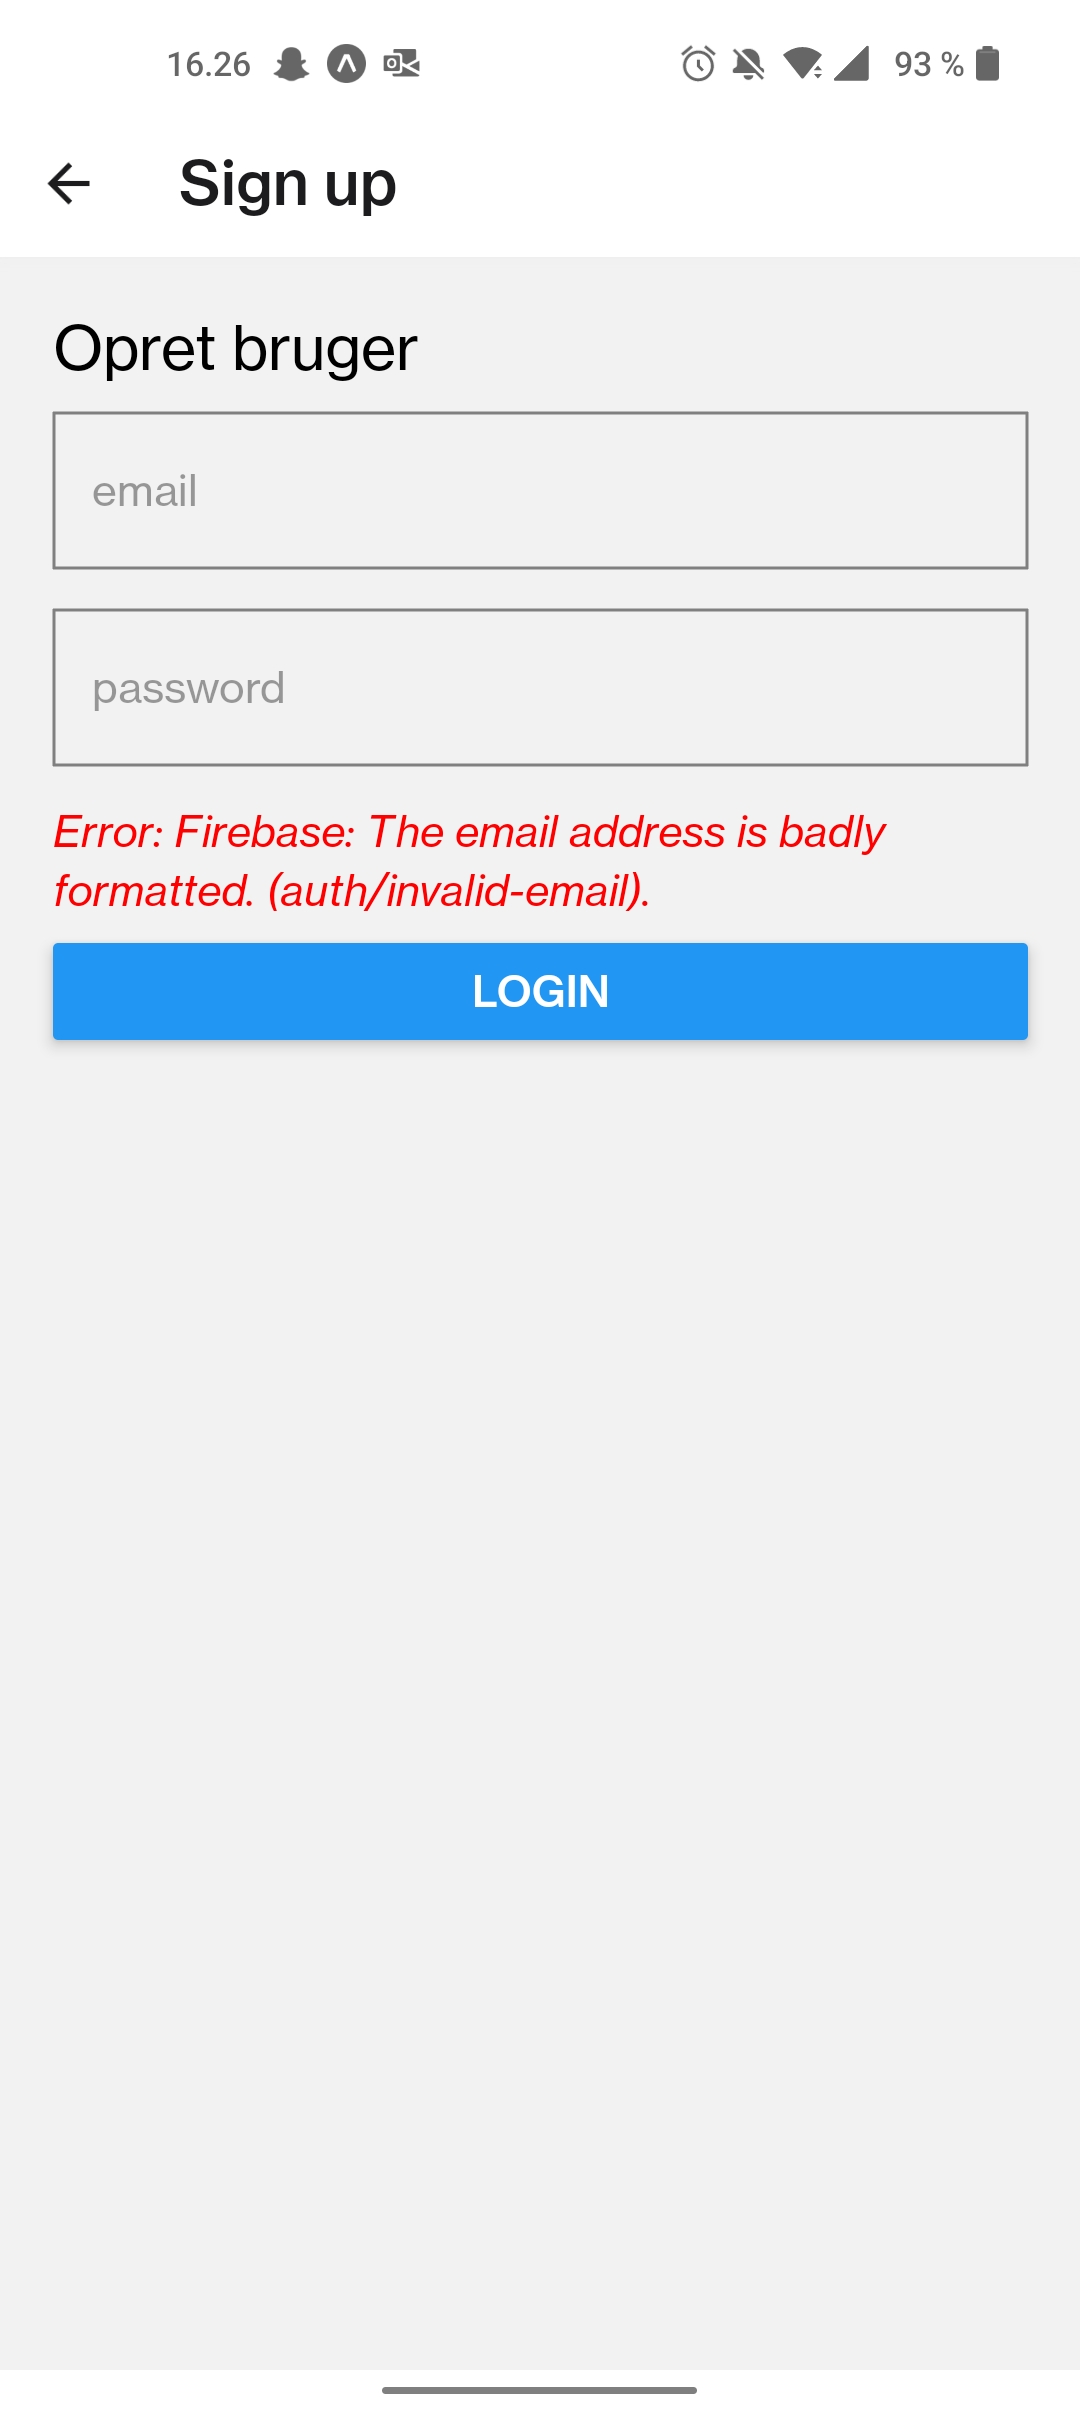 16.26
93 %
Sign up
Opret bruger
email
password
Error: Firebase: The email address is badly
formatted. (auth/invalid-email).
LOGIN